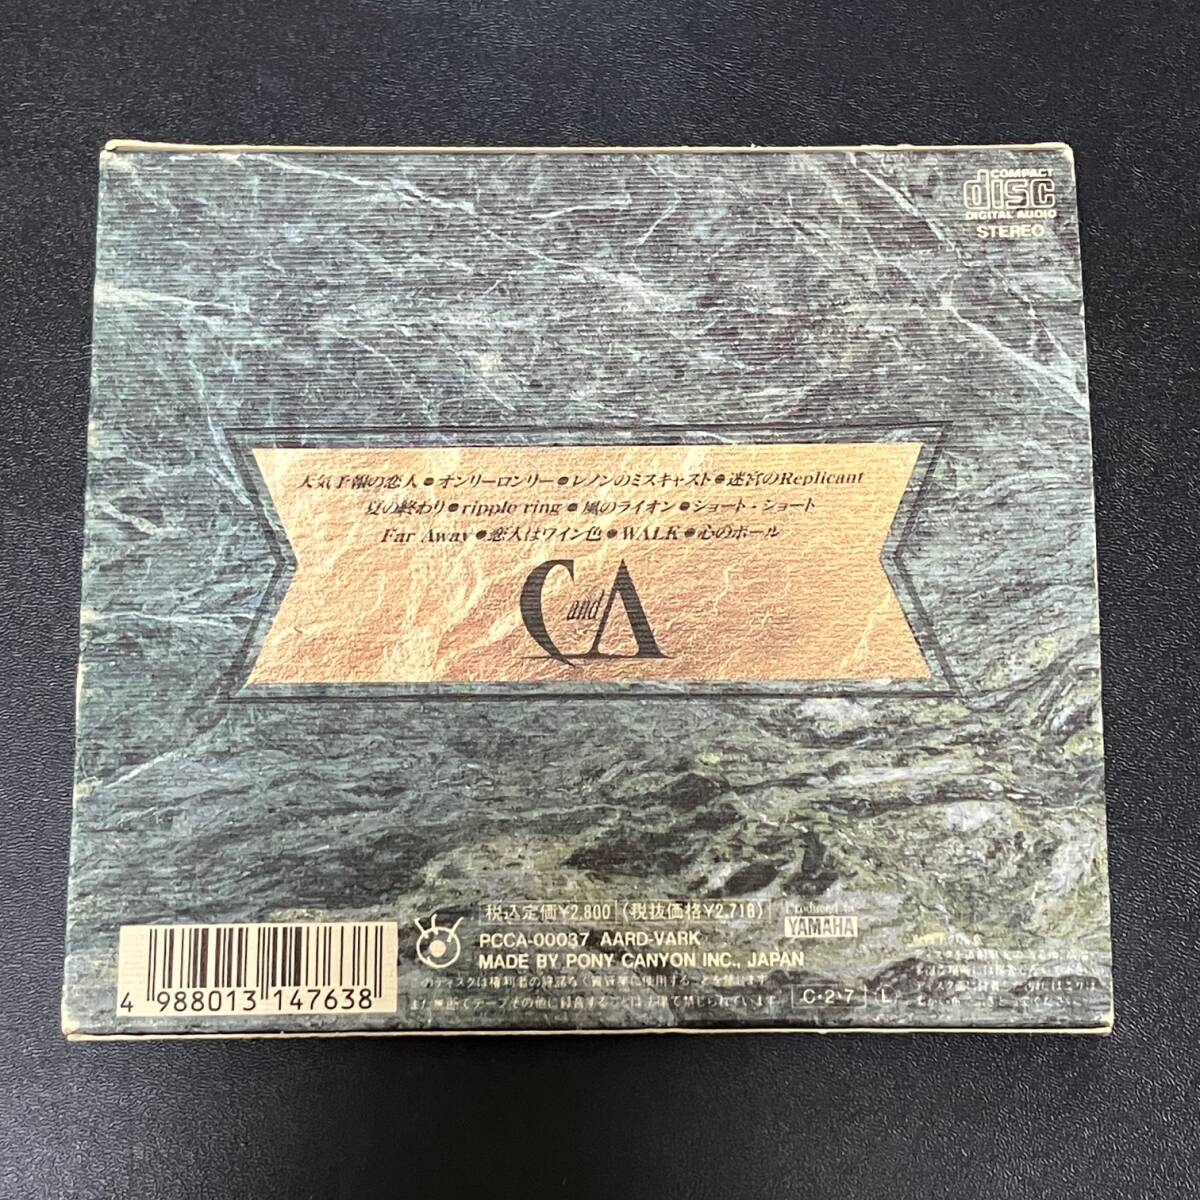 COMPACT
disc
DIGITAL AUDIO
STEREO
天気予報の恋人●オンリーロンリー●レノンのミスキャスト●迷宮のReplicant
夏の終わり●ripple ring●風のライオン●ショート・ショート
Far Away●恋人はワイン色●WALK●心のボール
C and A
税込定価¥2,800 (税抜価格¥2,718)
Produced by
YAMAHA
PCCA-00037 AARD-VARK
MADE BY PONY CANYON INC., JAPAN
C・2・7 L
4 988013 147638